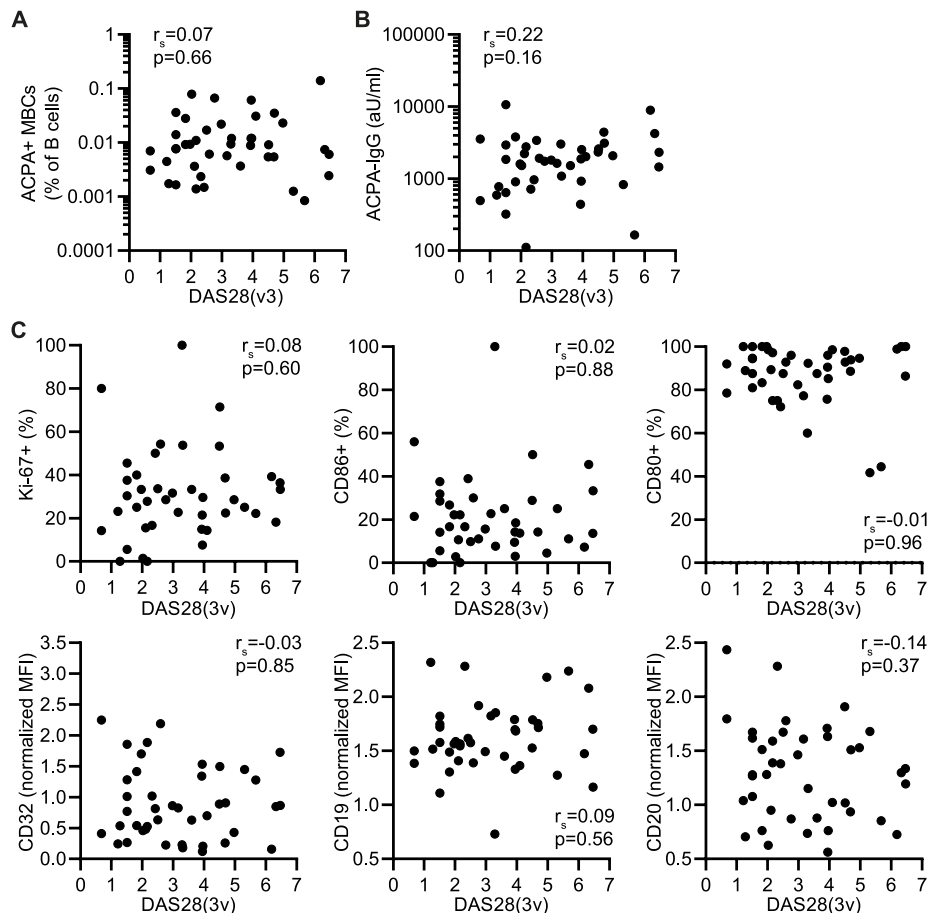 A
r_s=0.07
p=0.66
ACPA+ MBCs
(% of B cells)
1
0.1
0.01
0.001
0.0001
0 1 2 3 4 5 6 7
DAS28(v3)
B
r_s=0.22
p=0.16
ACPA-IgG (aU/ml)
100000
10000
1000
100
0 1 2 3 4 5 6 7
DAS28(v3)
C
r_s=0.08
p=0.60
Ki-67+ (%)
100
80
60
40
20
0
0 1 2 3 4 5 6 7
DAS28(3v)
r_s=0.02
p=0.88
CD86+ (%)
100
80
60
40
20
0
0 1 2 3 4 5 6 7
DAS28(3v)
CD80+ (%)
100
80
60
40
20
0
r_s=-0.01
p=0.96
0 1 2 3 4 5 6 7
DAS28(3v)
r_s=-0.03
p=0.85
CD32 (normalized MFI)
3.5
3.0
2.5
2.0
1.5
1.0
0.5
0.0
0 1 2 3 4 5 6 7
DAS28(3v)
CD19 (normalized MFI)
2.5
2.0
1.5
1.0
0.5
r_s=0.09
p=0.56
0 1 2 3 4 5 6 7
DAS28(3v)
r_s=-0.14
p=0.37
CD20 (normalized MFI)
2.5
2.0
1.5
1.0
0.5
0 1 2 3 4 5 6 7
DAS28(3v)